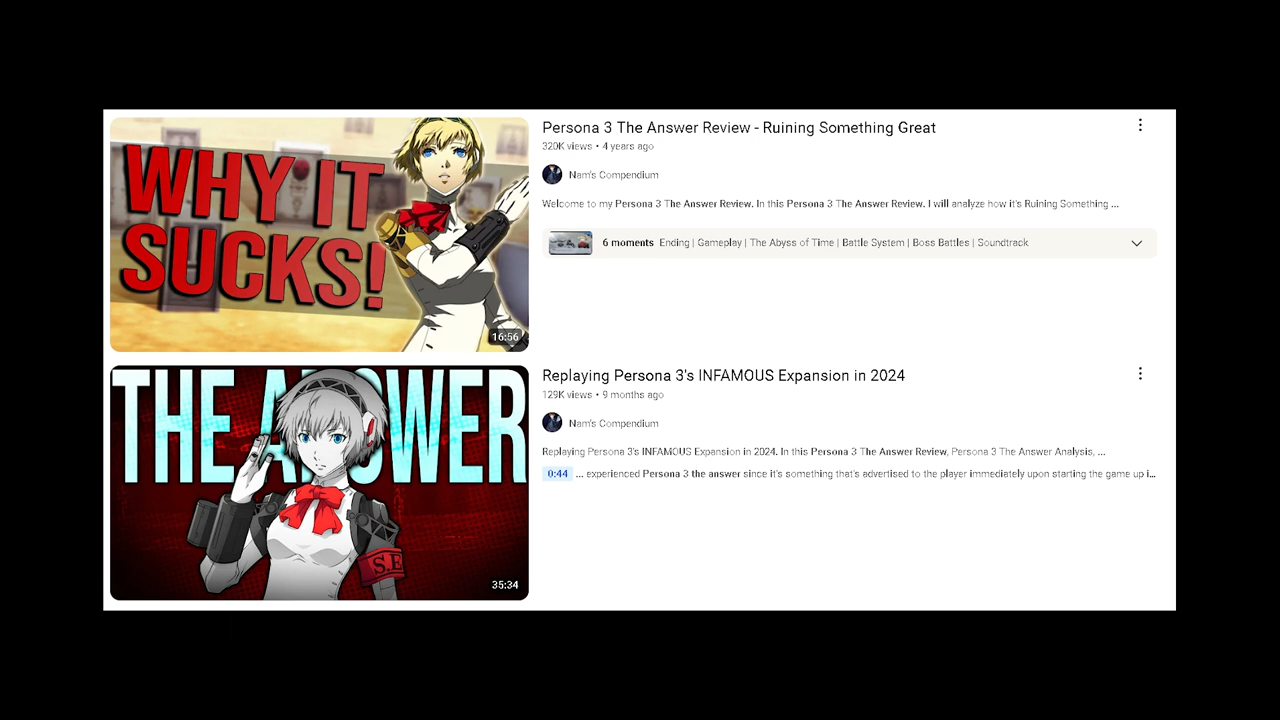 WHY IT
SUCKS!
16:56
Persona 3 The Answer Review - Ruining Something Great
320K views • 4 years ago
Nam's Compendium
Welcome to my Persona 3 The Answer Review. In this Persona 3 The Answer Review. I will analyze how it's Ruining Something ...
6 moments Ending | Gameplay | The Abyss of Time | Battle System | Boss Battles | Soundtrack
THE ANSWER
S.E
35:34
Replaying Persona 3's INFAMOUS Expansion in 2024
129K views • 9 months ago
Nam's Compendium
Replaying Persona 3's INFAMOUS Expansion in 2024. In this Persona 3 The Answer Review, Persona 3 The Answer Analysis, ...
0:44 ... experienced Persona 3 the answer since it's something that's advertised to the player immediately upon starting the game up i...